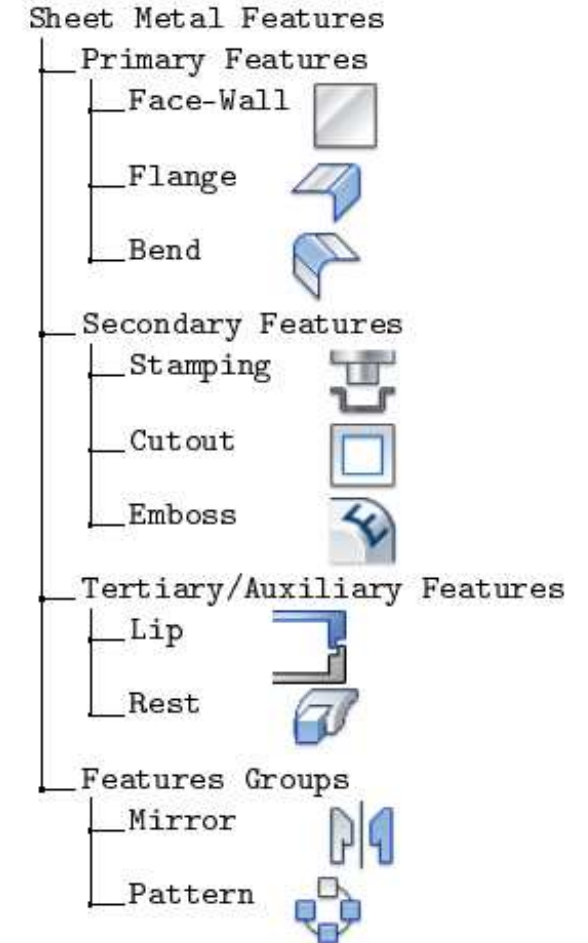 Sheet Metal Features
Primary Features
Face-Wall
Flange
Bend
Secondary Features
Stamping
Cutout
Emboss
E
Tertiary/Auxiliary Features
Lip
Rest
Features Groups
Mirror
Pattern